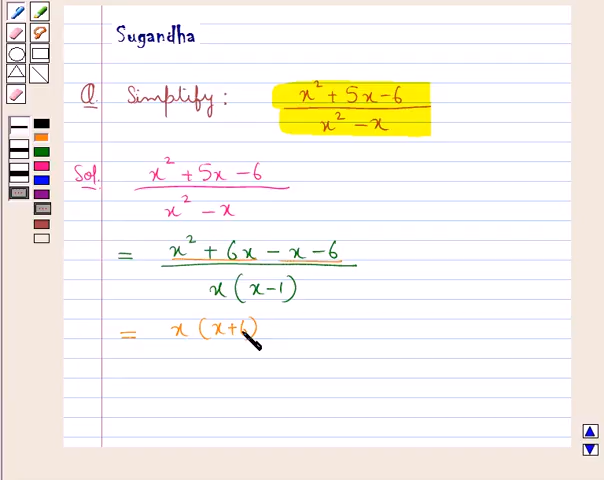 Sugandha
Q. Simplify : x² + 5x - 6 / x² - x
Sol. x² + 5x - 6 / x² - x
= x² + 6x - x - 6 / x (x - 1)
= x (x + 6)